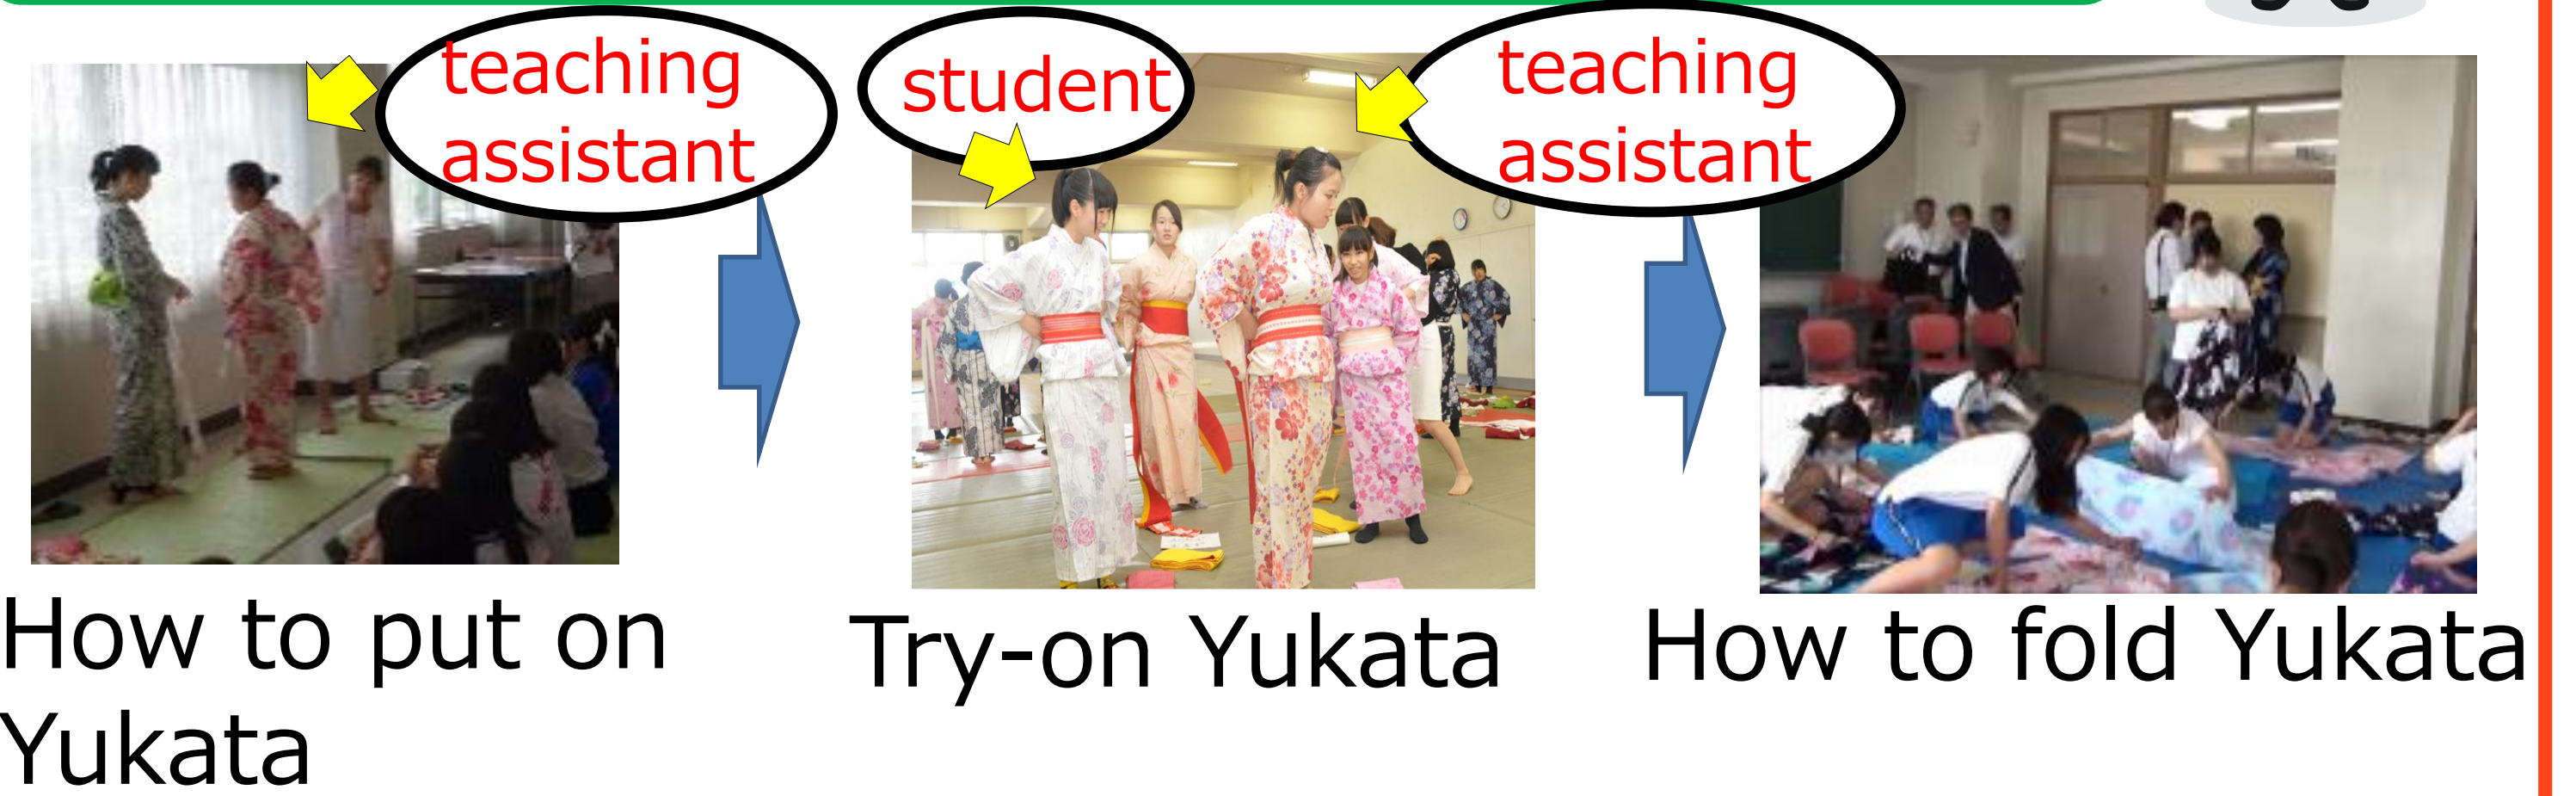 teaching
assistant
student
teaching
assistant
How to put on
Yukata
Try-on Yukata
How to fold Yukata